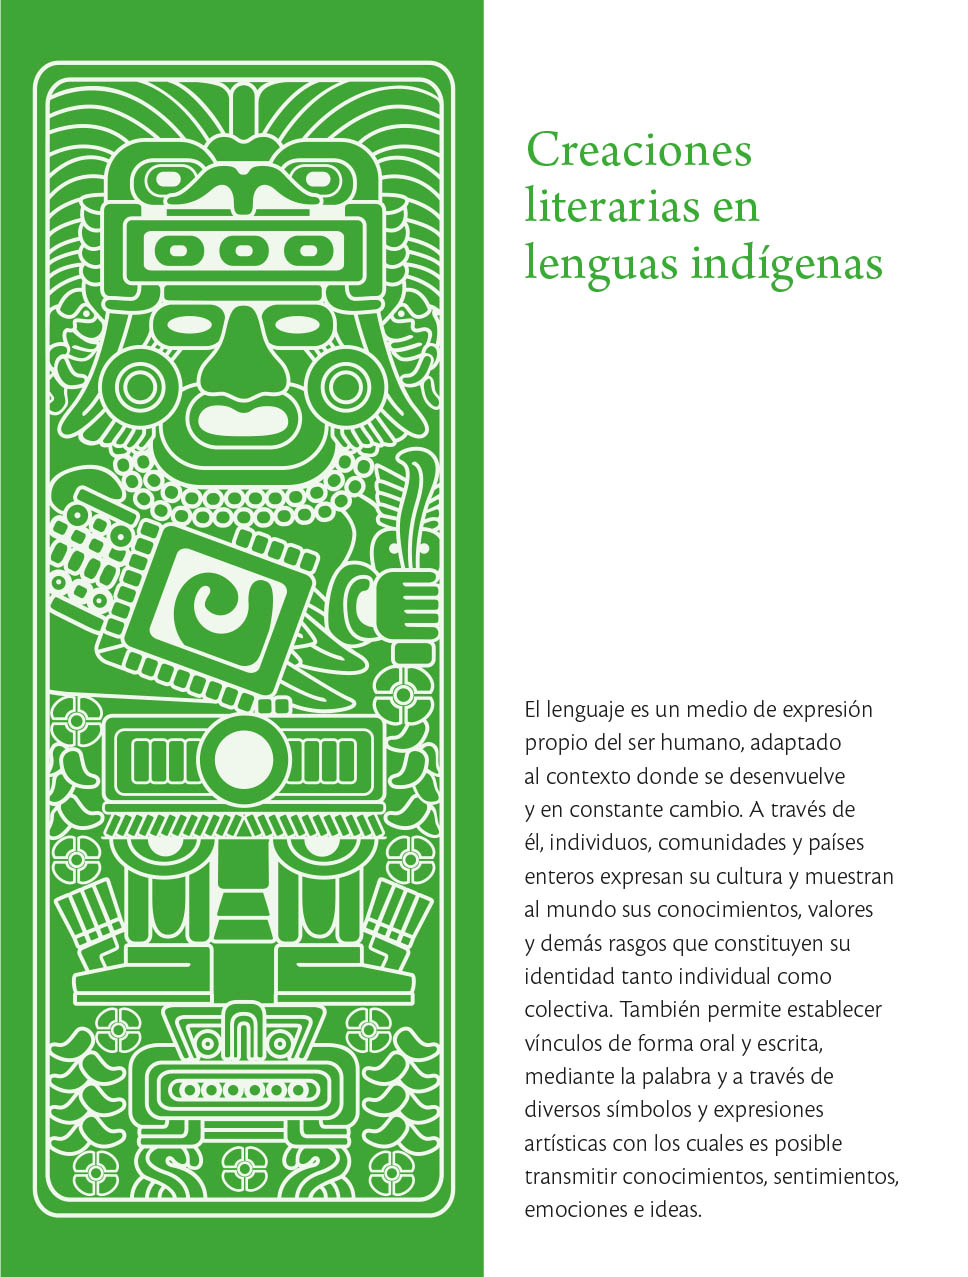 Creaciones
literarias en
lenguas indígenas
El lenguaje es un medio de expresión
propio del ser humano, adaptado
al contexto donde se desenvuelve
y en constante cambio. A través de
él, individuos, comunidades y países
enteros expresan su cultura y muestran
al mundo sus conocimientos, valores
y demás rasgos que constituyen su
identidad tanto individual como
colectiva. También permite establecer
vínculos de forma oral y escrita,
mediante la palabra y a través de
diversos símbolos y expresiones
artísticas con los cuales es posible
transmitir conocimientos, sentimientos,
emociones e ideas.